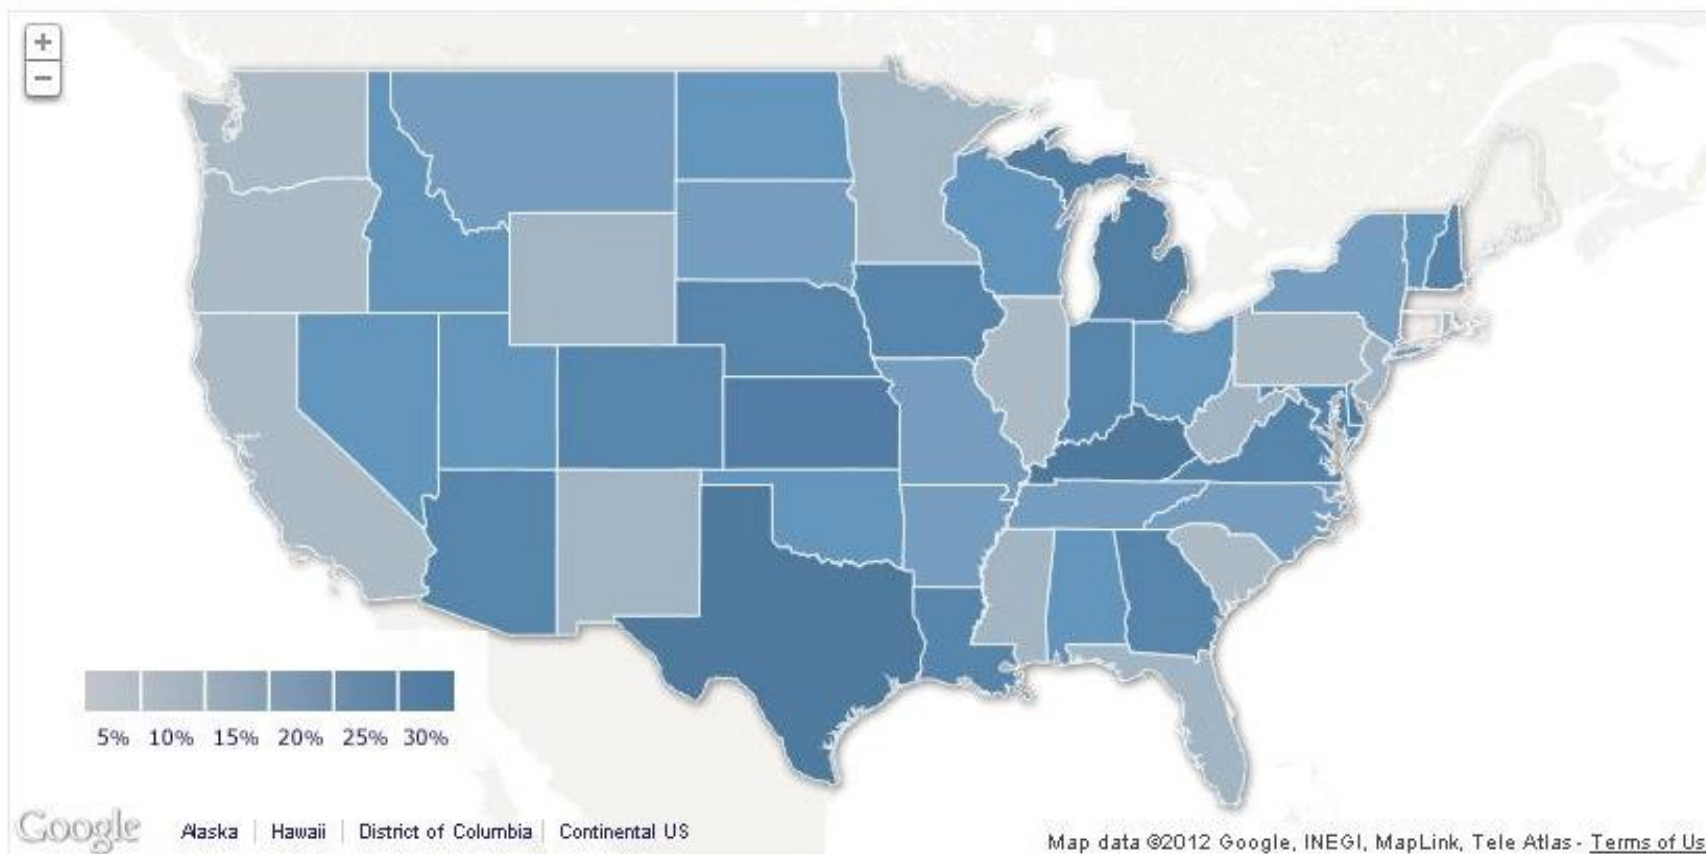 +
−
5% 10% 15% 20% 25% 30%
Google
Alaska | Hawaii | District of Columbia | Continental US
Map data ©2012 Google, INEGI, MapLink, Tele Atlas - Terms of Us